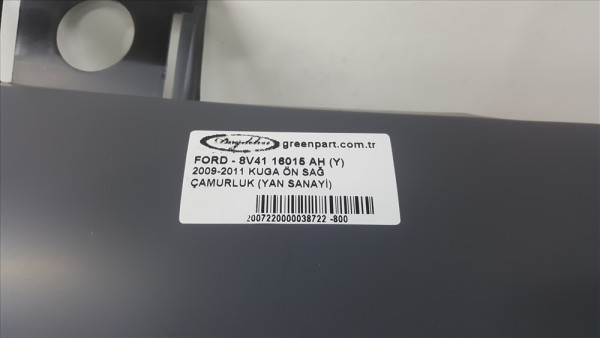 greenpart.com.tr
FORD - 8V41 16015 AH (Y)
2009-2011 KUGA ÖN SAĞ
ÇAMURLUK (YAN SANAYİ)
2007220000038722 -800